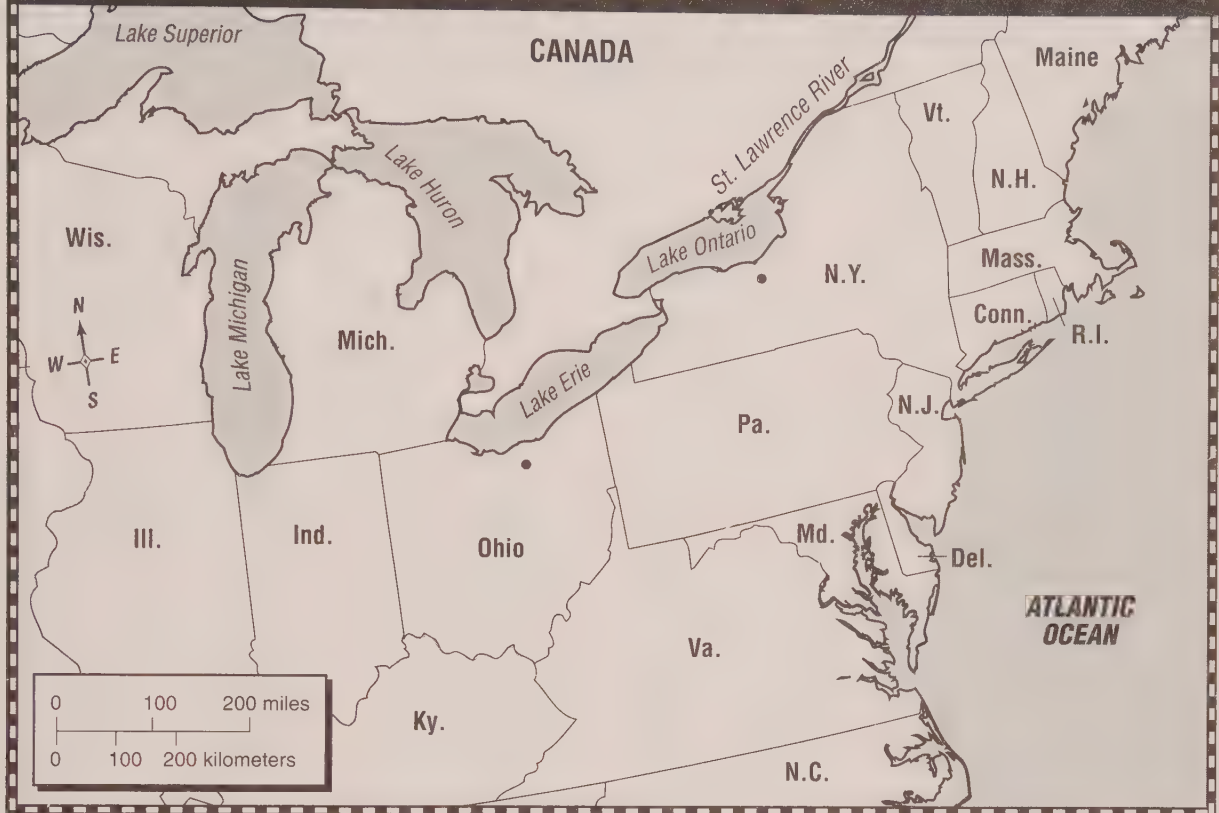 Lake Superior
CANADA
Maine
St. Lawrence River
Vt.
N.H.
Lake Huron
Wis.
Lake Ontario
N.Y.
Mass.
Lake Michigan
N
W E
S
Mich.
Conn.
R.I.
Lake Erie
N.J.
Pa.
Ill.
Ind.
Ohio
Md.
Del.
ATLANTIC
OCEAN
Va.
0 100 200 miles
0 100 200 kilometers
Ky.
N.C.